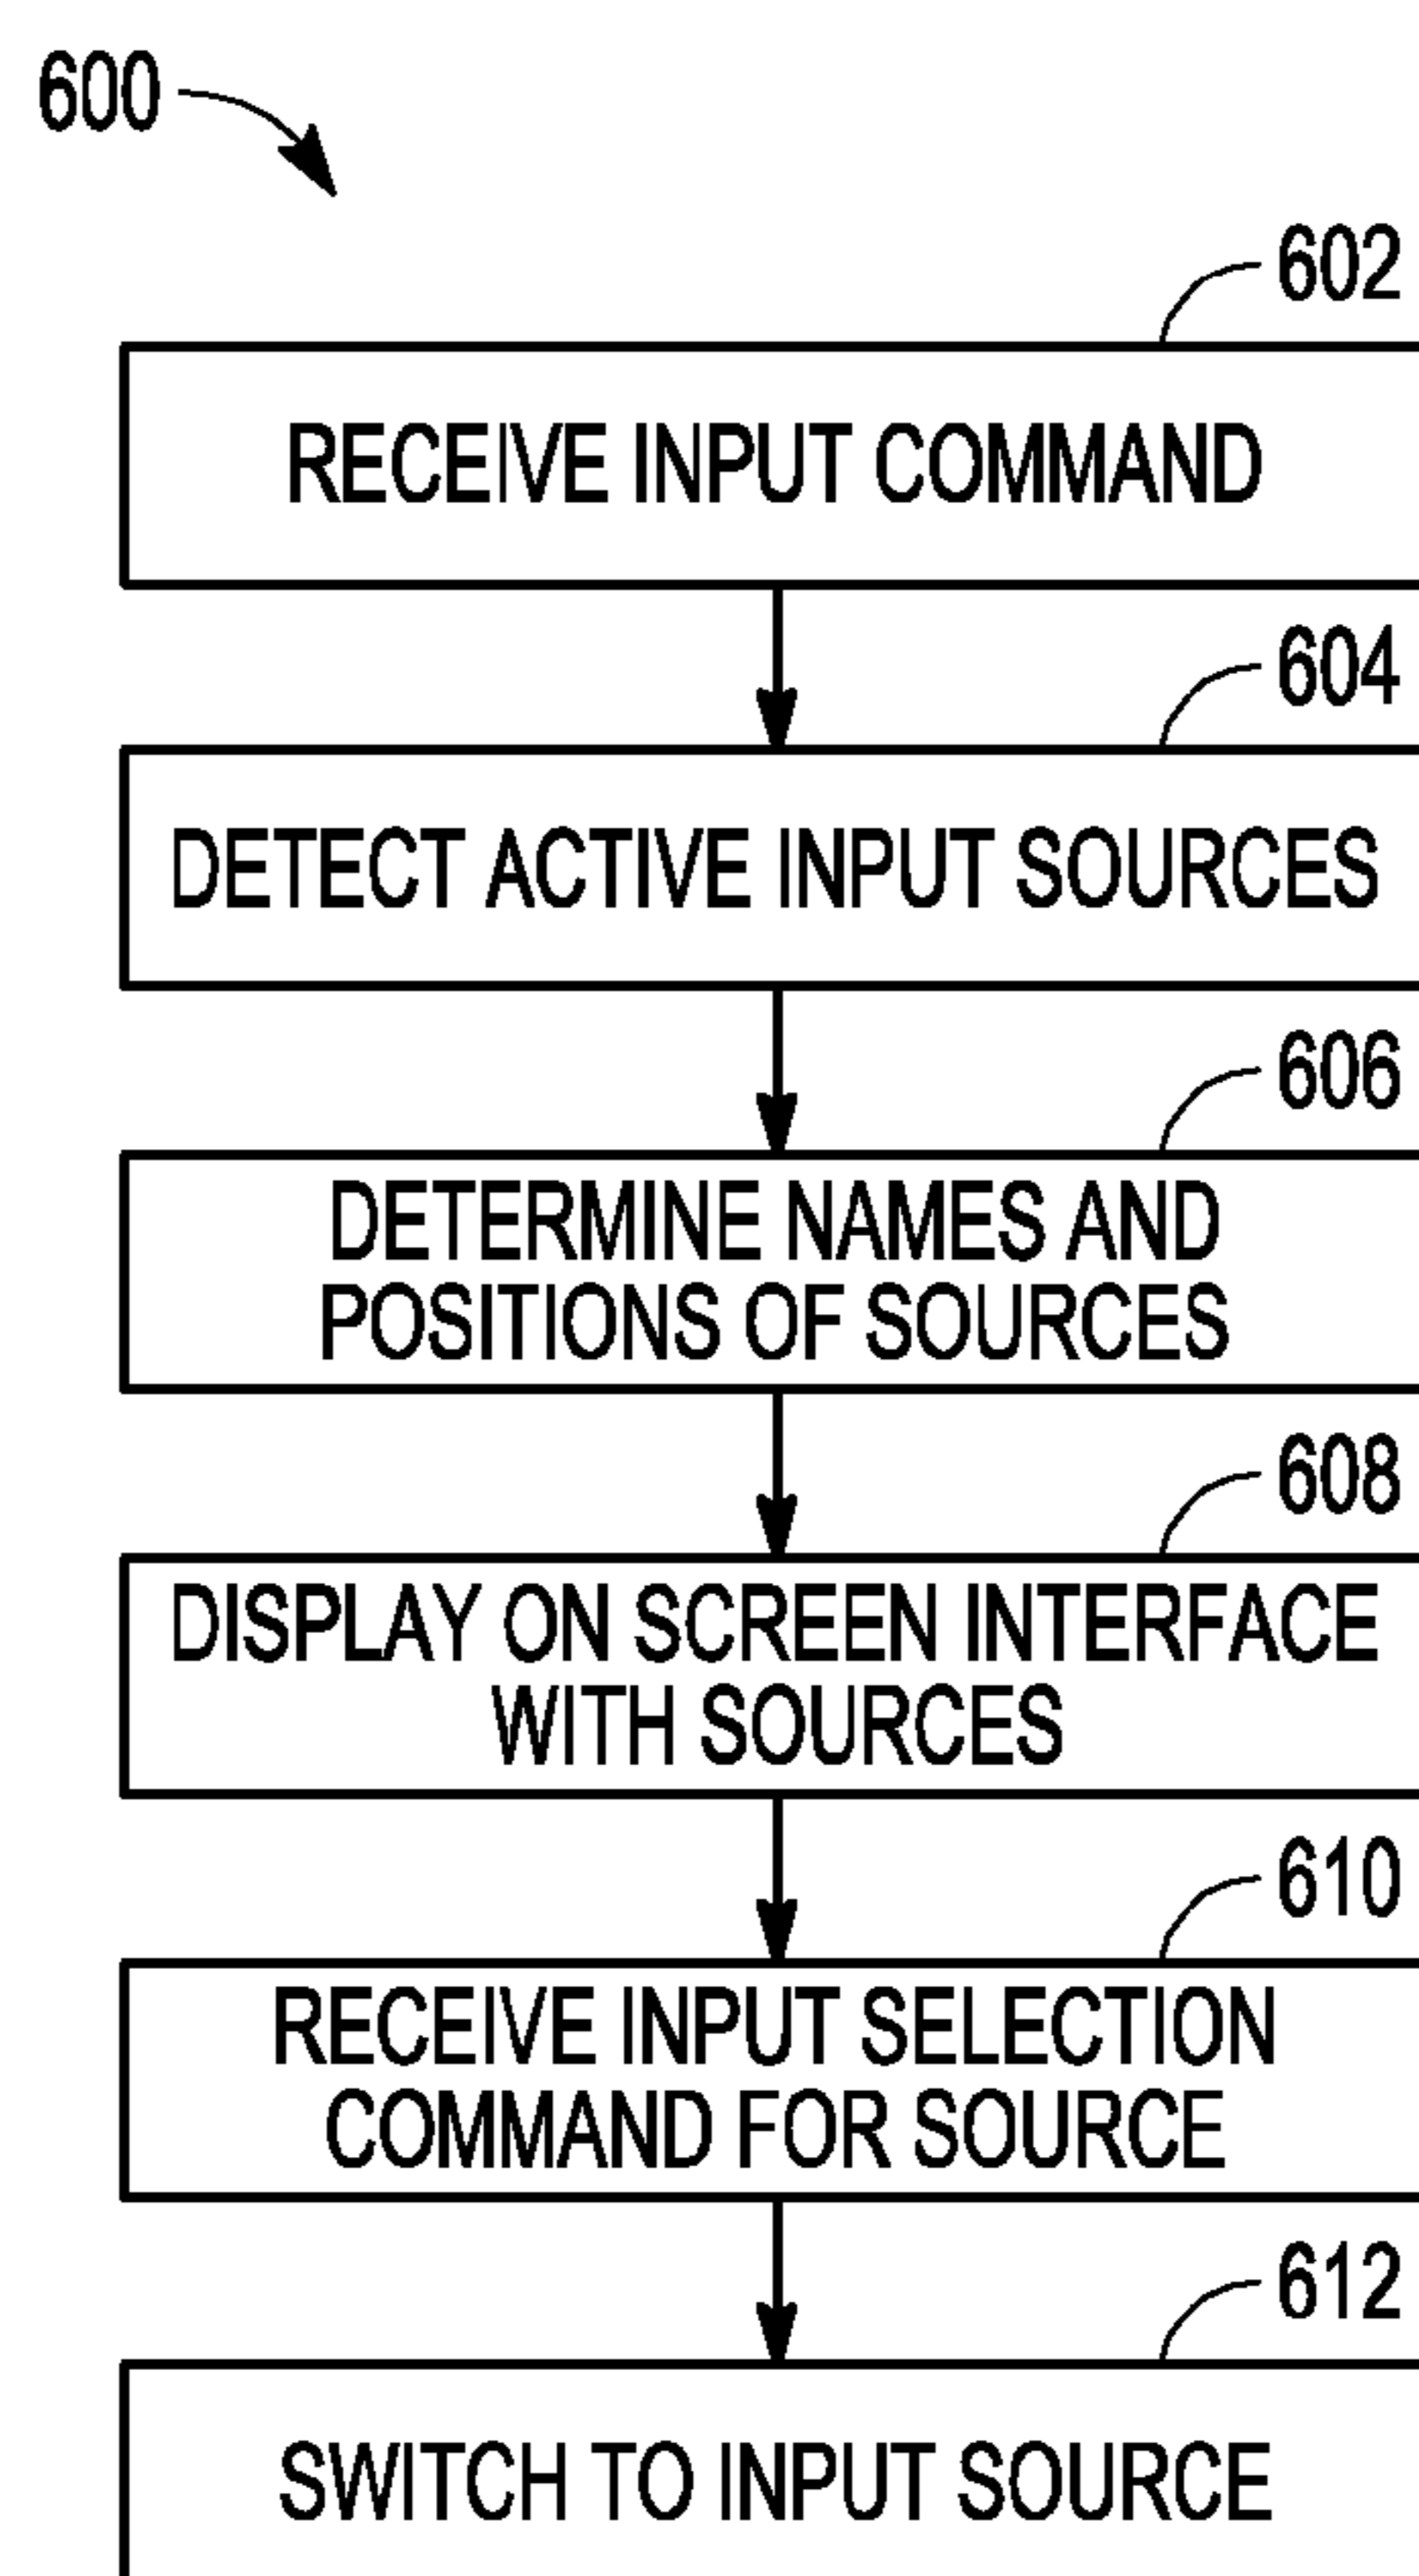 600
602
RECEIVE INPUT COMMAND
604
DETECT ACTIVE INPUT SOURCES
606
DETERMINE NAMES AND
POSITIONS OF SOURCES
608
DISPLAY ON SCREEN INTERFACE
WITH SOURCES
610
RECEIVE INPUT SELECTION
COMMAND FOR SOURCE
612
SWITCH TO INPUT SOURCE